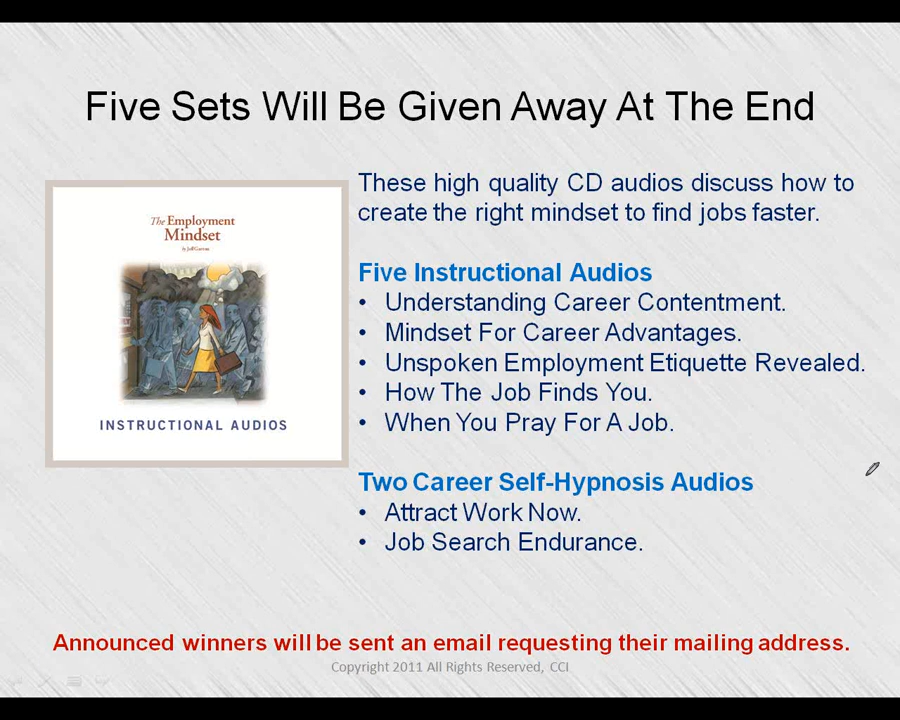 Five Sets Will Be Given Away At The End
The Employment
Mindset
INSTRUCTIONAL AUDIOS
These high quality CD audios discuss how to
create the right mindset to find jobs faster.
Five Instructional Audios
• Understanding Career Contentment.
• Mindset For Career Advantages.
• Unspoken Employment Etiquette Revealed.
• How The Job Finds You.
• When You Pray For A Job.
Two Career Self-Hypnosis Audios
• Attract Work Now.
• Job Search Endurance.
Announced winners will be sent an email requesting their mailing address.
Copyright 2011 All Rights Reserved, CCI